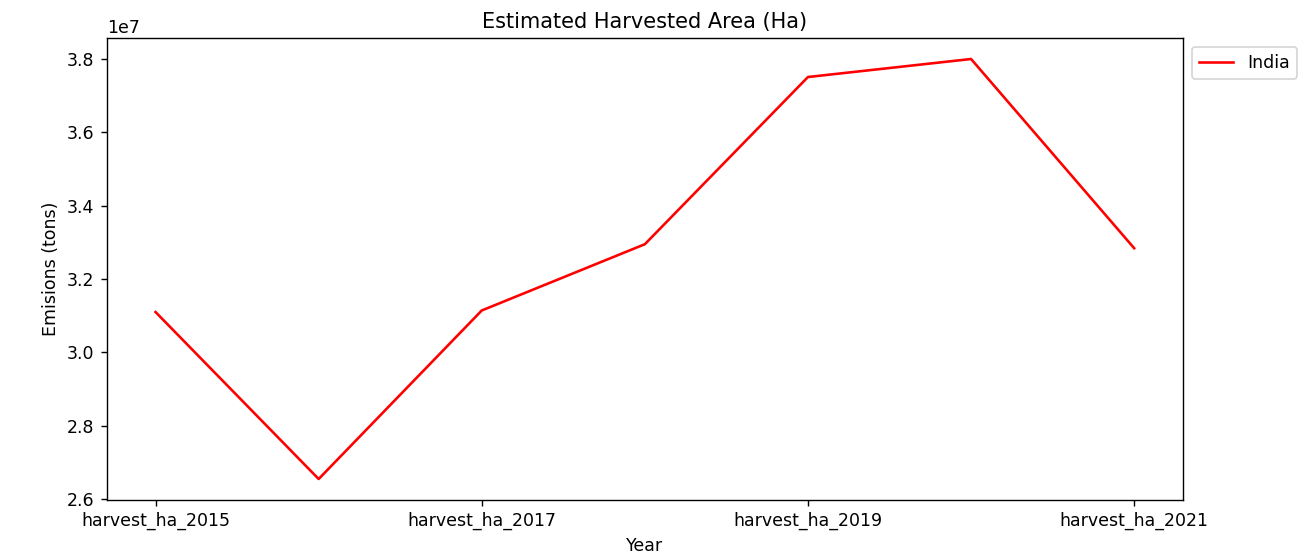 Estimated Harvested Area (Ha)
1e7
3.8
3.6
3.4
3.2
3.0
2.8
2.6
Emisions (tons)
harvest_ha_2015 harvest_ha_2017 harvest_ha_2019 harvest_ha_2021
Year
India